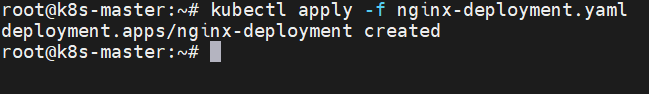 root@k8s-master:~# kubectl apply -f nginx-deployment.yaml
deployment.apps/nginx-deployment created
root@k8s-master:~#